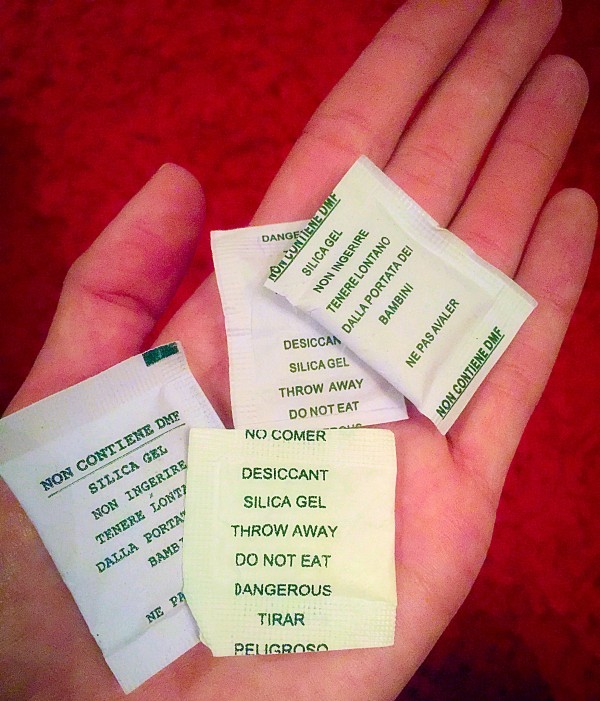 NON CONTIENE DMF
SILICA GEL
NON INGERIRE
TENERE LONTANO
DALLA PORTATA DEI
BAMBINI
NE PAS AVALER
NON CONTIENE DMF
DESICCANT
SILICA GEL
THROW AWAY
DO NOT EAT
NON CONTIENE DMF
SILICA GEL
NON INGERIRE
TENERE LONTA
DALLA PORTAT
BAMB
NE PA
NO COMER
DESICCANT
SILICA GEL
THROW AWAY
DO NOT EAT
DANGEROUS
TIRAR
PELIGROSO